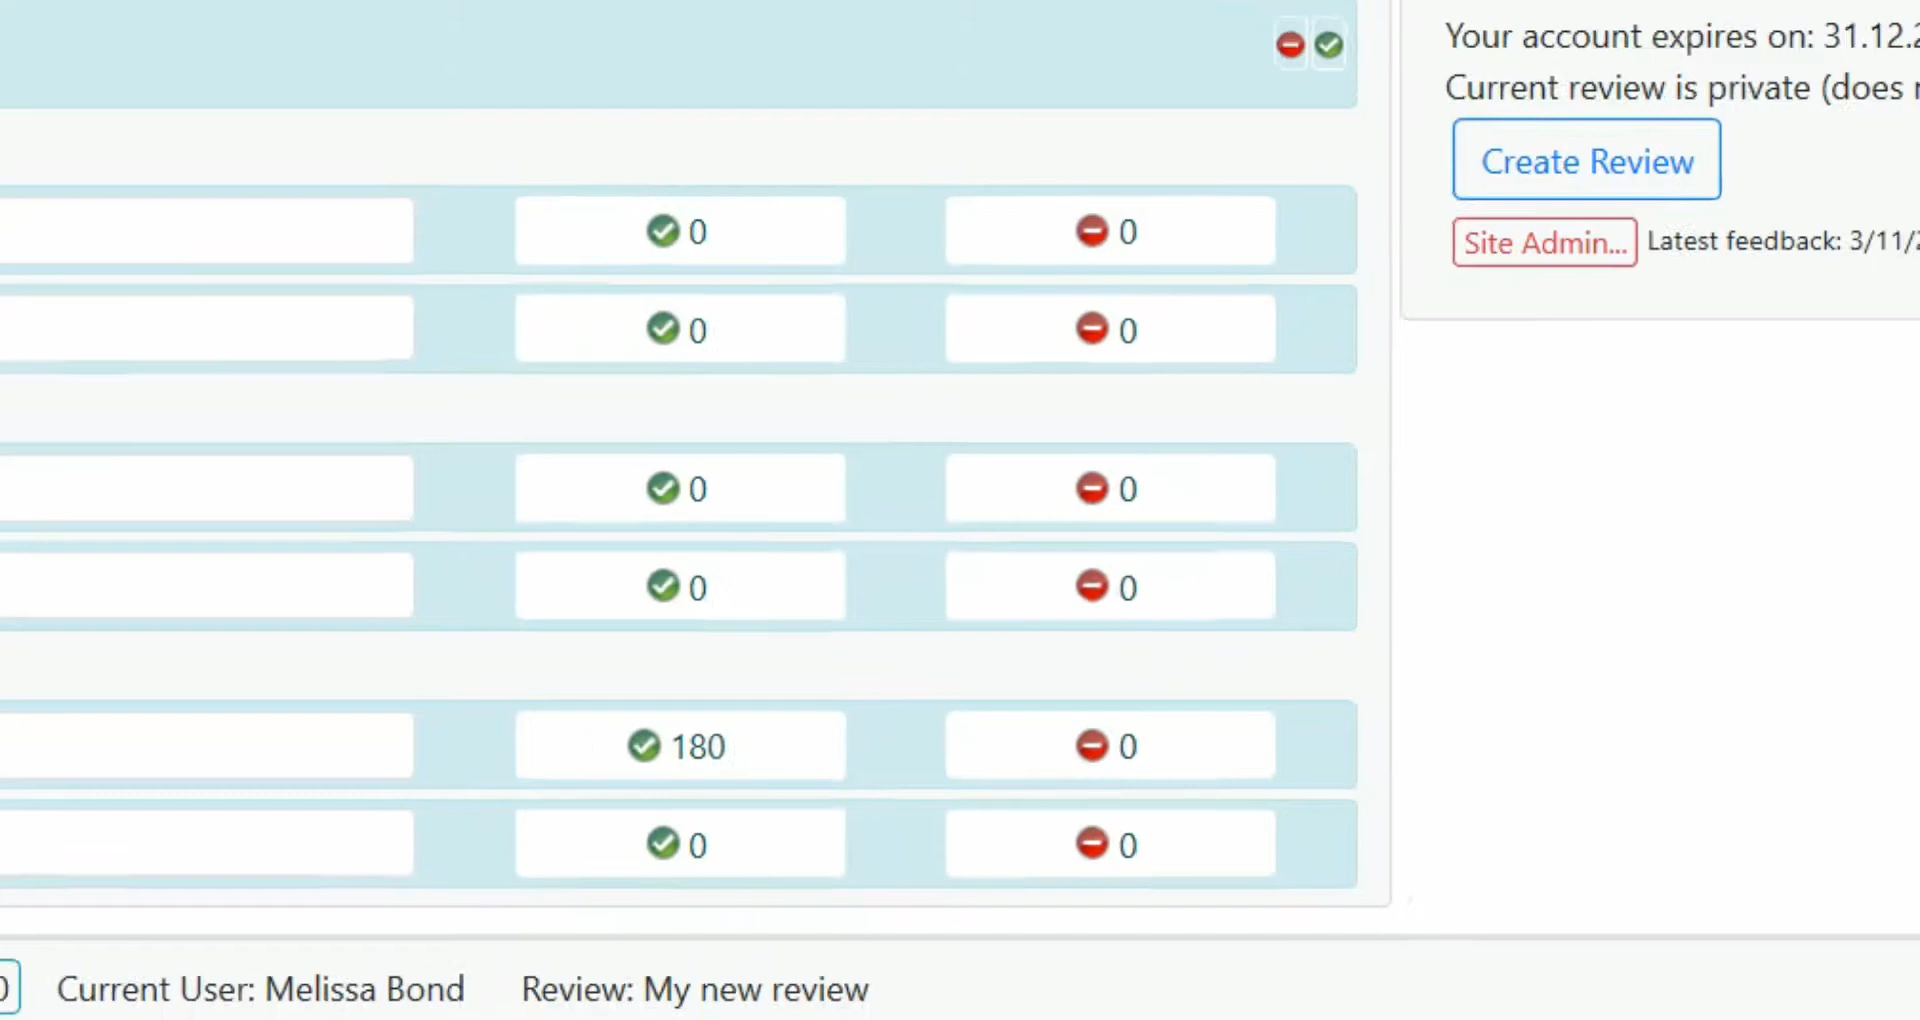 Your account expires on: 31.12.
Current review is private (does
Create Review
Site Admin... Latest feedback: 3/11/
0 0
0 0
0 0
0 0
180 0
0 0
Current User: Melissa Bond Review: My new review